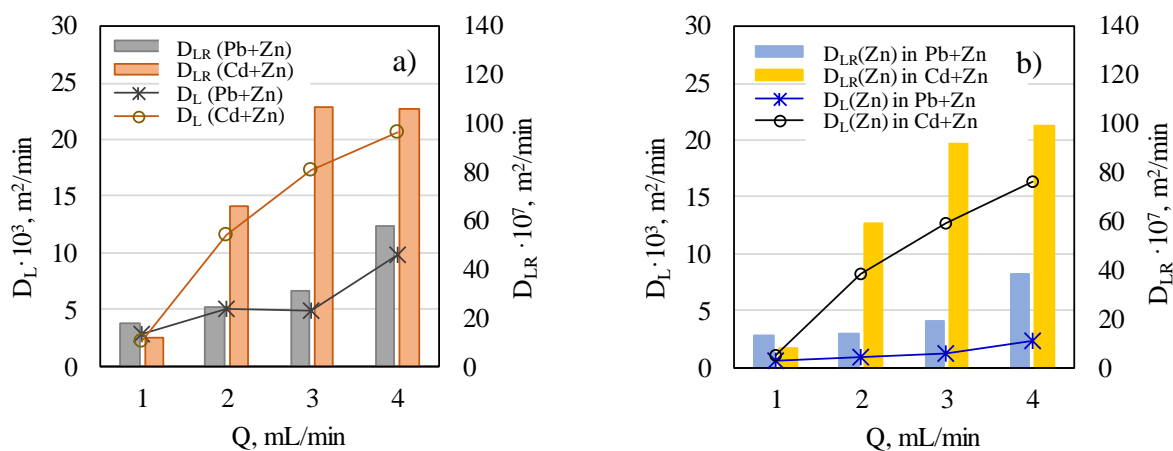 30
25
20
15
10
5
0
D_L·10³, m²/min
D_LR (Pb+Zn)
D_LR (Cd+Zn)
D_L (Pb+Zn)
D_L (Cd+Zn)
a)
140
120
100
80
60
40
20
0
D_LR ·10⁷, m²/min
1 2 3 4
Q, mL/min
30
25
20
15
10
5
0
D_L·10³, m²/min
D_LR(Zn) in Pb+Zn
D_LR(Zn) in Cd+Zn
D_L(Zn) in Pb+Zn
D_L(Zn) in Cd+Zn
b)
140
120
100
80
60
40
20
0
D_LR ·10⁷, m²/min
1 2 3 4
Q, mL/min